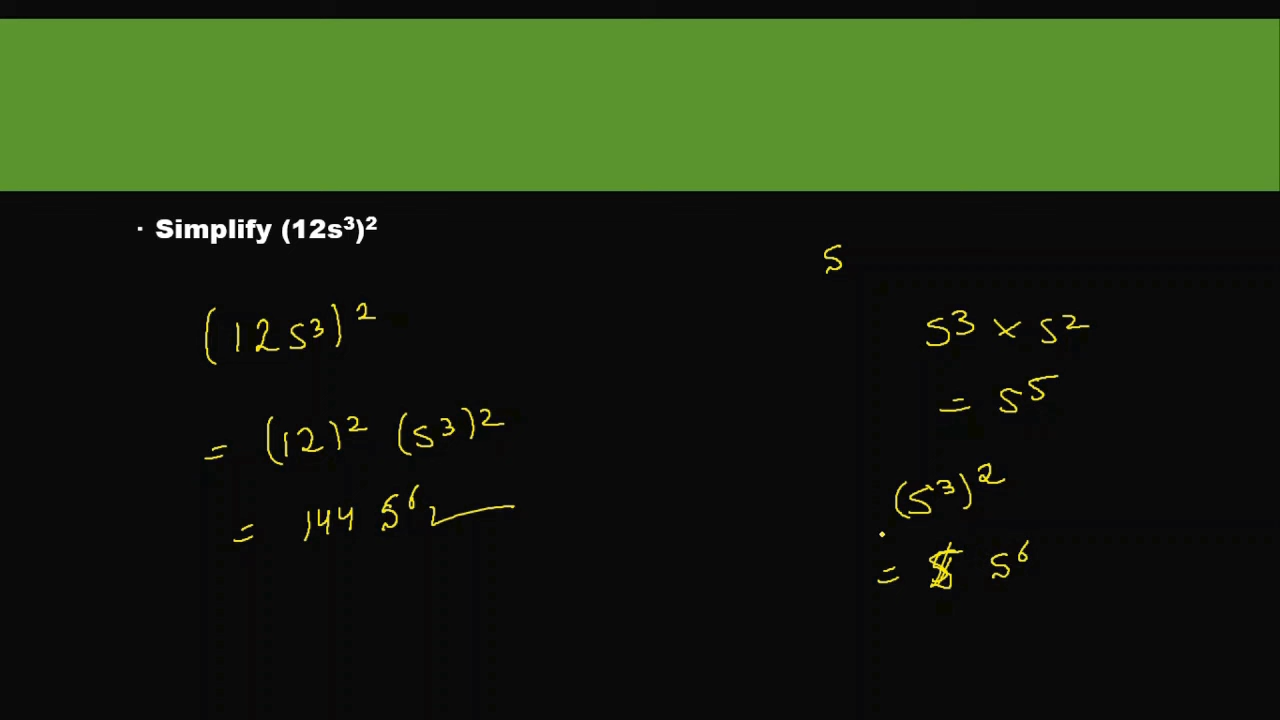 · Simplify (12s³)²
(12s³)²
= (12)² (s³)²
= 144 s⁶
s
s³ × s²
= s⁵
(s³)²
= s⁶